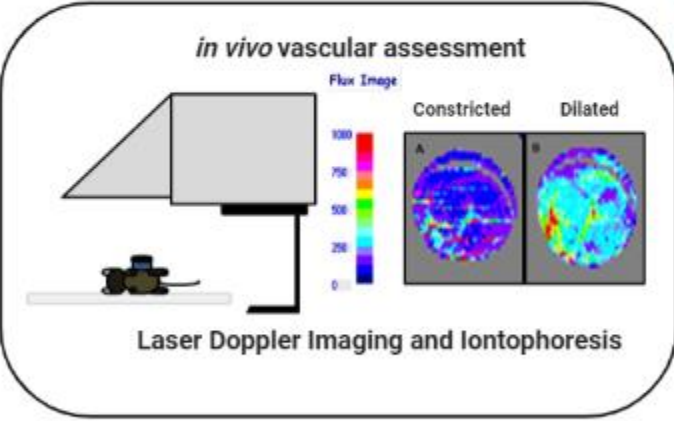 in vivo vascular assessment
Flux Image
Constricted
Dilated
1000
750
500
250
0
A
B
Laser Doppler Imaging and Iontophoresis